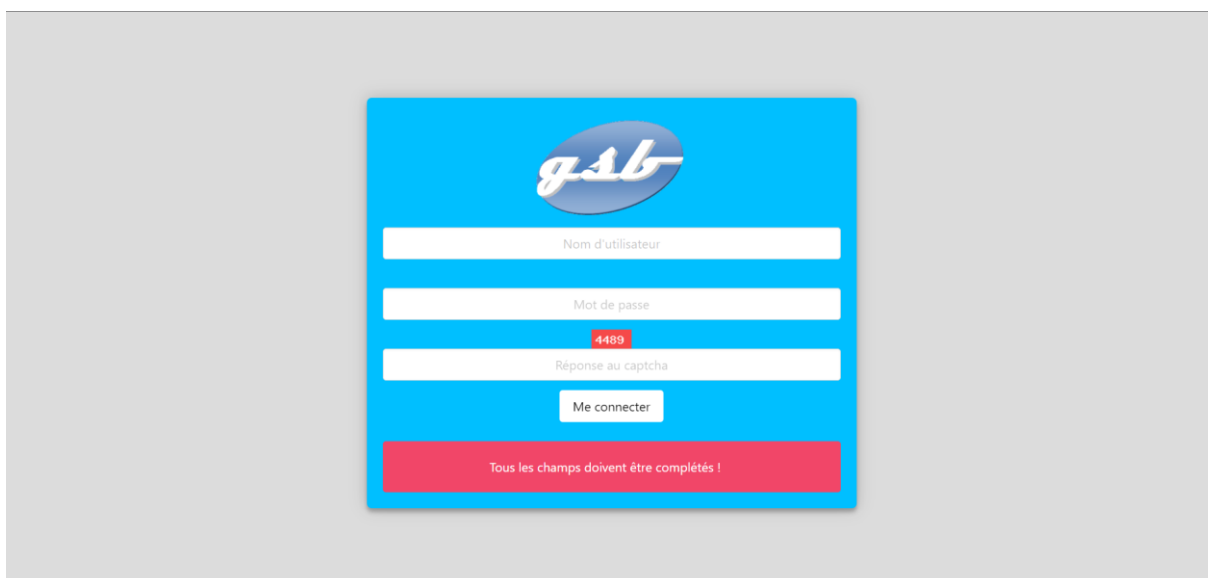 gsb
Nom d'utilisateur
Mot de passe
4489
Réponse au captcha
Me connecter
Tous les champs doivent être complétés !